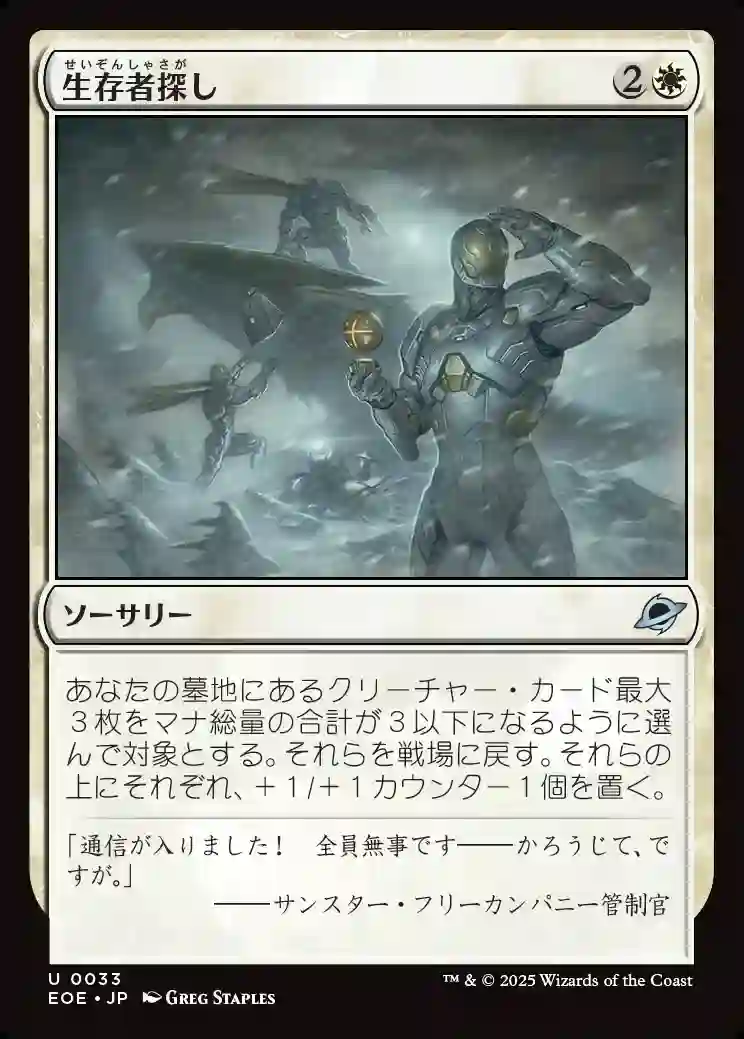 せいぞんしゃさが
生存者探し
2
ソーサリー
あなたの墓地にあるクリーチャー・カード最大
３枚をマナ総量の合計が３以下になるように選
んで対象とする。それらを戦場に戻す。それらの
上にそれぞれ、＋１/＋１カウンター１個を置く。
「通信が入りました！　全員無事です――かろうじて、で
すが。」
――サンスター・フリーカンパニー管制官
U 0033
EOE • JP Greg Staples
™ & © 2025 Wizards of the Coast